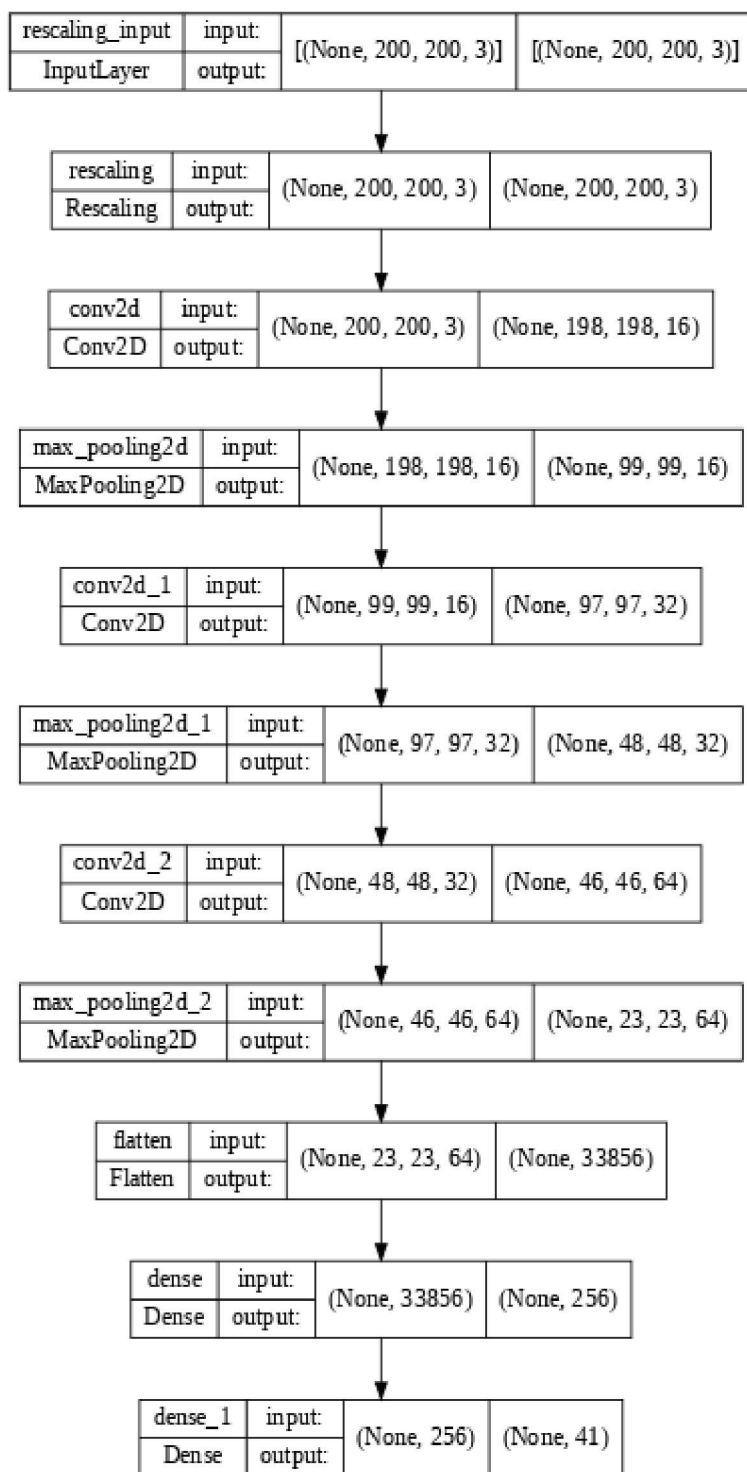 rescaling_input input: [(None, 200, 200, 3)] [(None, 200, 200, 3)]
InputLayer output:
rescaling input: (None, 200, 200, 3) (None, 200, 200, 3)
Rescaling output:
conv2d input: (None, 200, 200, 3) (None, 198, 198, 16)
Conv2D output:
max_pooling2d input: (None, 198, 198, 16) (None, 99, 99, 16)
MaxPooling2D output:
conv2d_1 input: (None, 99, 99, 16) (None, 97, 97, 32)
Conv2D output:
max_pooling2d_1 input: (None, 97, 97, 32) (None, 48, 48, 32)
MaxPooling2D output:
conv2d_2 input: (None, 48, 48, 32) (None, 46, 46, 64)
Conv2D output:
max_pooling2d_2 input: (None, 46, 46, 64) (None, 23, 23, 64)
MaxPooling2D output:
flatten input: (None, 23, 23, 64) (None, 33856)
Flatten output:
dense input: (None, 33856) (None, 256)
Dense output:
dense_1 input: (None, 256) (None, 41)
Dense output: